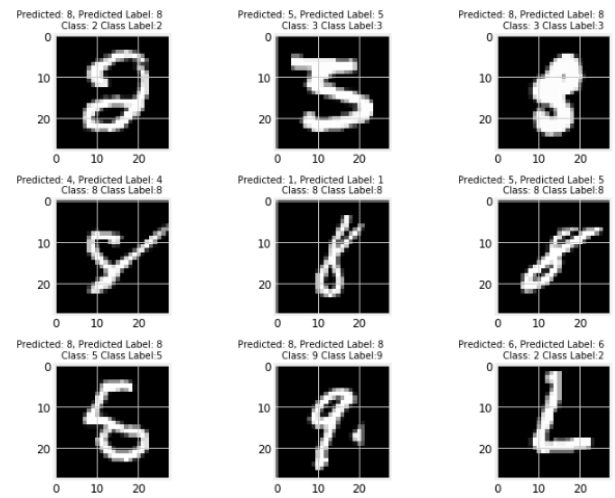 Predicted: 8, Predicted Label: 8
Class: 2 Class Label:2
Predicted: 5, Predicted Label: 5
Class: 3 Class Label:3
Predicted: 8, Predicted Label: 8
Class: 3 Class Label:3
0
10
20
0 10 20
0
10
20
0 10 20
0
10
20
0 10 20
Predicted: 4, Predicted Label: 4
Class: 8 Class Label:8
Predicted: 1, Predicted Label: 1
Class: 8 Class Label:8
Predicted: 5, Predicted Label: 5
Class: 8 Class Label:8
0
10
20
0 10 20
0
10
20
0 10 20
0
10
20
0 10 20
Predicted: 8, Predicted Label: 8
Class: 5 Class Label:5
Predicted: 8, Predicted Label: 8
Class: 9 Class Label:9
Predicted: 6, Predicted Label: 6
Class: 2 Class Label:2
0
10
20
0 10 20
0
10
20
0 10 20
0
10
20
0 10 20